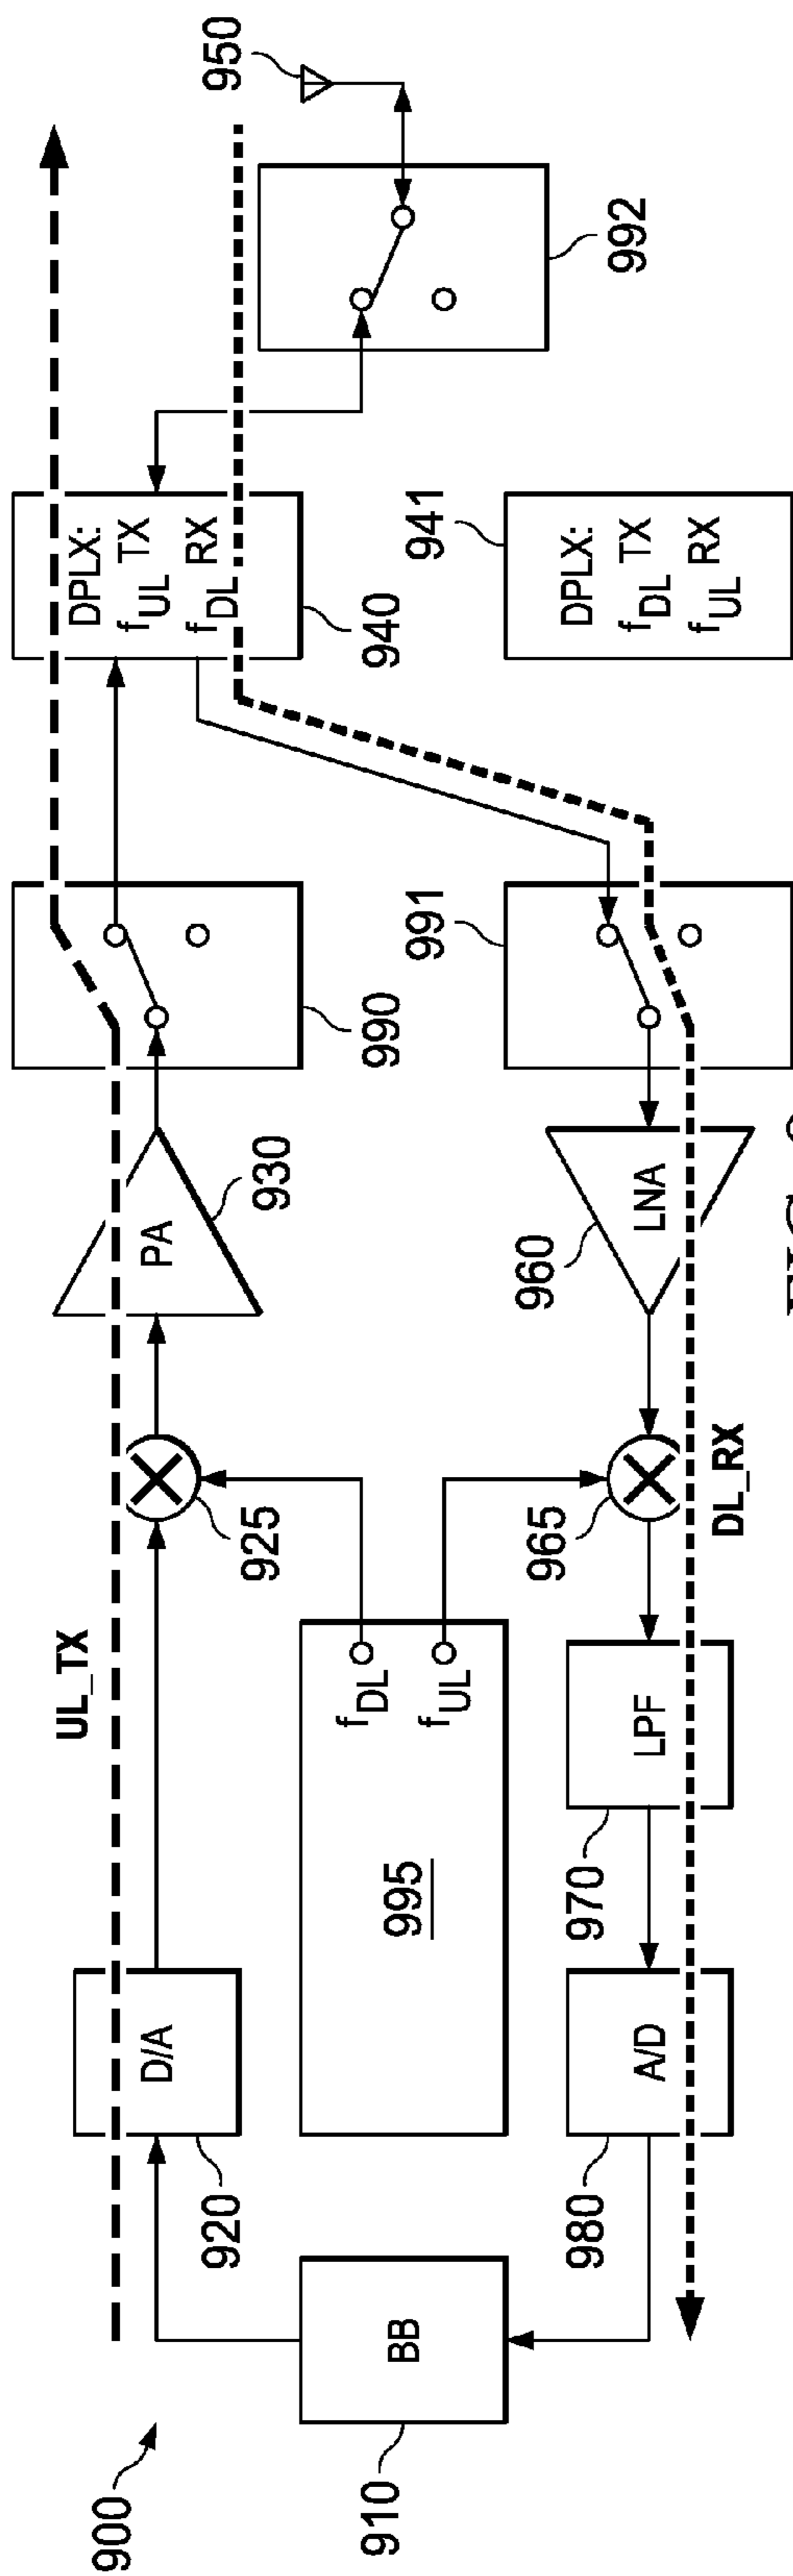 900
UL_TX
D/A
920
925
PA
930
990
DPLX:
f_UL TX
f_DL RX
940
950
910
BB
995
f_DL
f_UL
992
980
A/D
970
LPF
965
DL_RX
960
LNA
991
941
DPLX:
f_DL TX
f_UL RX